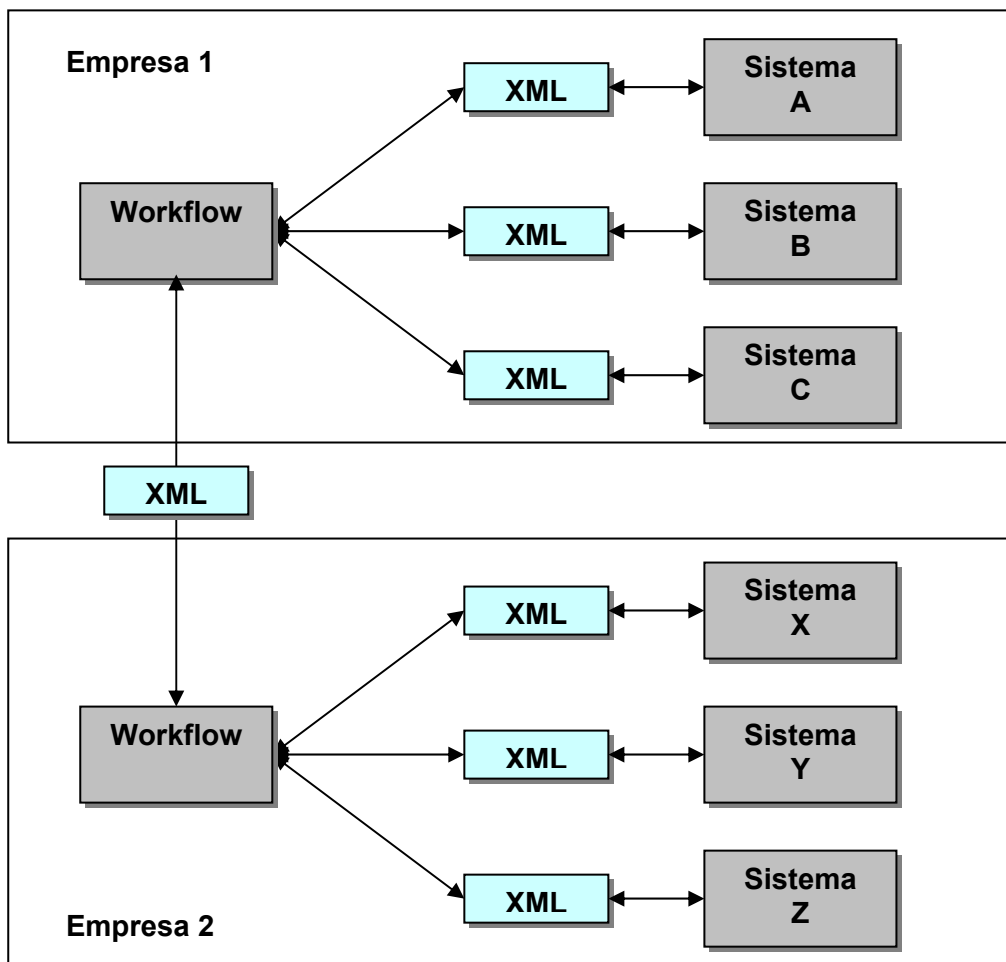 Empresa 1
XML
Sistema
A
Workflow
XML
Sistema
B
XML
Sistema
C
XML
XML
Sistema
X
Workflow
XML
Sistema
Y
XML
Sistema
Z
Empresa 2